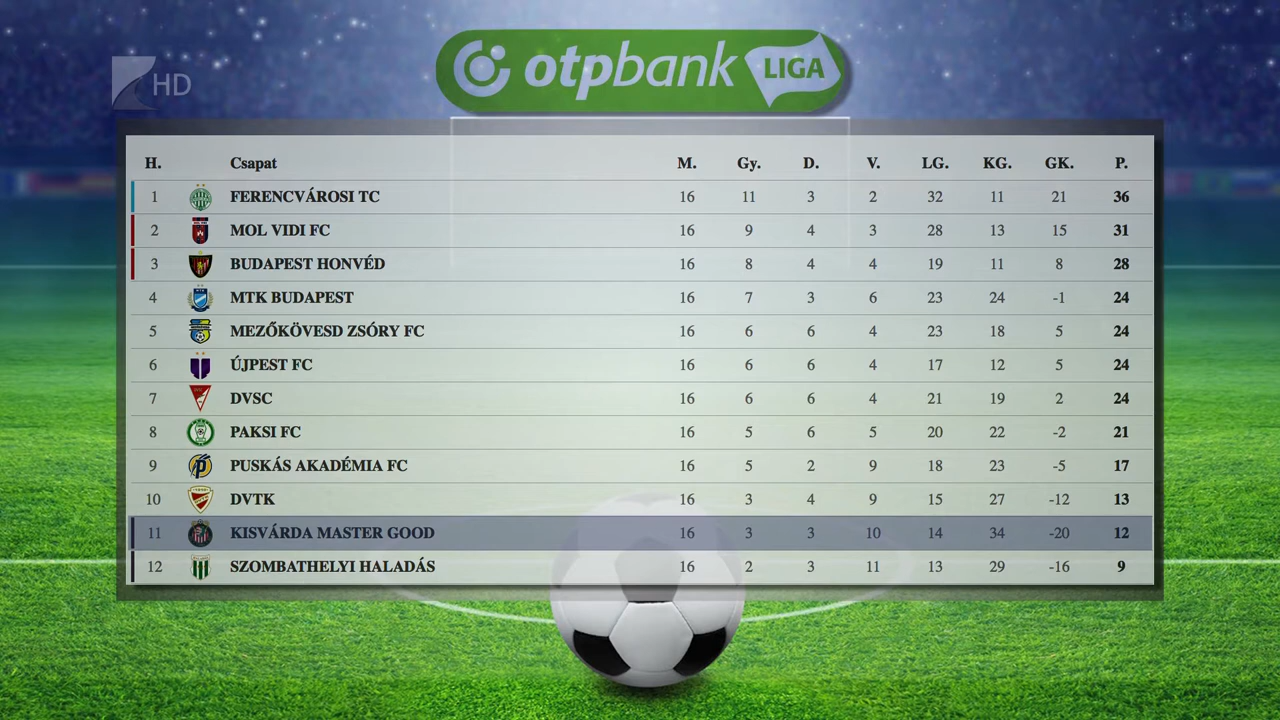 HD
otpbank LIGA
H. Csapat M. Gy. D. V. LG. KG. GK. P.
1 FERENCVÁROSI TC 16 11 3 2 32 11 21 36
2 MOL VIDI FC 16 9 4 3 28 13 15 31
3 BUDAPEST HONVÉD 16 8 4 4 19 11 8 28
4 MTK BUDAPEST 16 7 3 6 23 24 -1 24
5 MEZŐKÖVESD ZSÓRY FC 16 6 6 4 23 18 5 24
6 ÚJPEST FC 16 6 6 4 17 12 5 24
7 DVSC 16 6 6 4 21 19 2 24
8 PAKSI FC 16 5 6 5 20 22 -2 21
9 PUSKÁS AKADÉMIA FC 16 5 2 9 18 23 -5 17
10 DVTK 16 3 4 9 15 27 -12 13
11 KISVÁRDA MASTER GOOD 16 3 3 10 14 34 -20 12
12 SZOMBATHELYI HALADÁS 16 2 3 11 13 29 -16 9